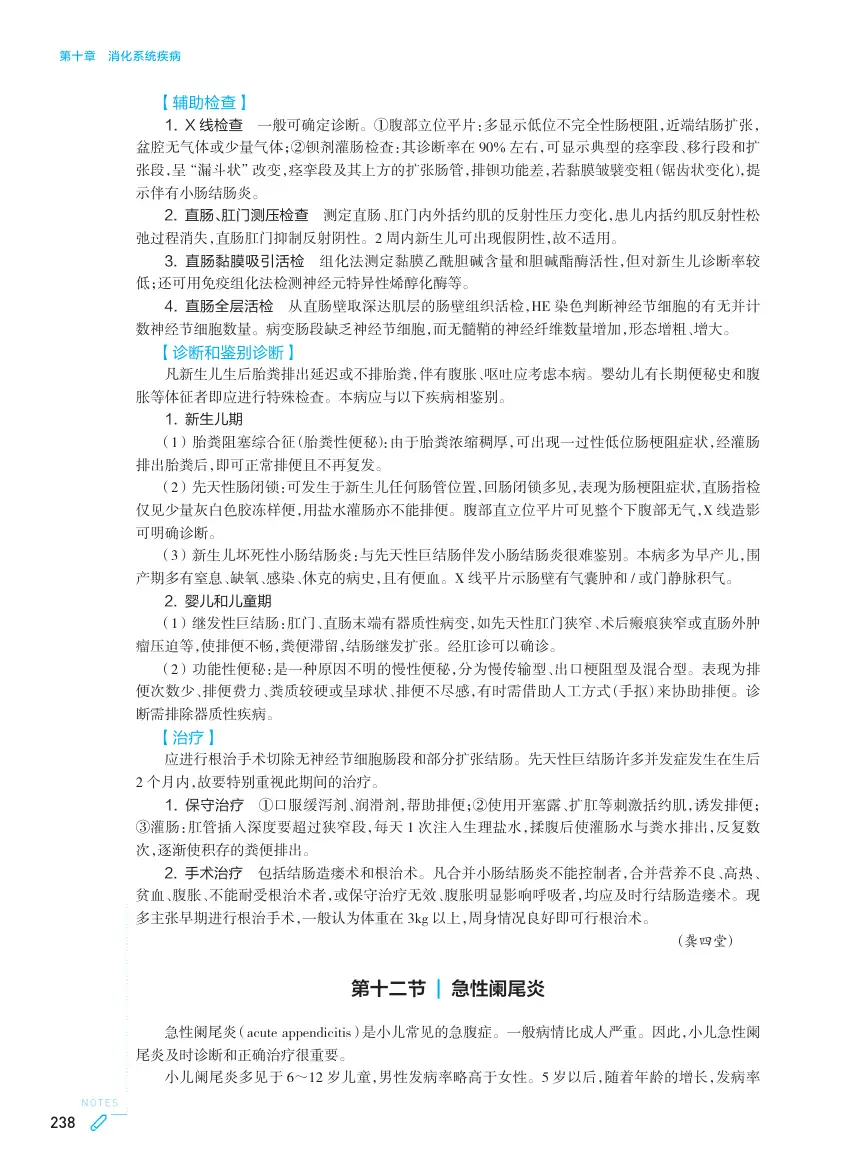 第十章 消化系统疾病
【辅助检查】
1. X 线检查 一般可确定诊断。①腹部立位平片:多显示低位不完全性肠梗阻,近端结肠扩张,
盆腔无气体或少量气体;②钡剂灌肠检查:其诊断率在 90% 左右,可显示典型的痉挛段、移行段和扩
张段,呈“漏斗状”改变,痉挛段及其上方的扩张肠管,排钡功能差,若黏膜皱襞变粗(锯齿状变化),提
示伴有小肠结肠炎。
2. 直肠、肛门测压检查 测定直肠、肛门内外括约肌的反射性压力变化,患儿内括约肌反射性松
弛过程消失,直肠肛门抑制反射阴性。2 周内新生儿可出现假阴性,故不适用。
3. 直肠黏膜吸引活检 组化法测定黏膜乙酰胆碱含量和胆碱酯酶活性,但对新生儿诊断率较
低;还可用免疫组化法检测神经元特异性烯醇化酶等。
4. 直肠全层活检 从直肠壁取深达肌层的肠壁组织活检,HE 染色判断神经节细胞的有无并计
数神经节细胞数量。病变肠段缺乏神经节细胞,而无髓鞘的神经纤维数量增加,形态增粗、增大。
【诊断和鉴别诊断】
凡新生儿生后胎粪排出延迟或不排胎粪,伴有腹胀、呕吐应考虑本病。婴幼儿有长期便秘史和腹
胀等体征者即应进行特殊检查。本病应与以下疾病相鉴别。
1. 新生儿期
(1)胎粪阻塞综合征(胎粪性便秘):由于胎粪浓缩稠厚,可出现一过性低位肠梗阻症状,经灌肠
排出胎粪后,即可正常排便且不再复发。
(2)先天性肠闭锁:可发生于新生儿任何肠管位置,回肠闭锁多见,表现为肠梗阻症状,直肠指检
仅见少量灰白色胶冻样便,用盐水灌肠亦不能排便。腹部直立位平片可见整个下腹部无气,X 线造影
可明确诊断。
(3)新生儿坏死性小肠结肠炎:与先天性巨结肠伴发小肠结肠炎很难鉴别。本病多为早产儿,围
产期多有窒息、缺氧、感染、休克的病史,且有便血。X 线平片示肠壁有气囊肿和 / 或门静脉积气。
2. 婴儿和儿童期
(1)继发性巨结肠:肛门、直肠末端有器质性病变,如先天性肛门狭窄、术后瘢痕狭窄或直肠外肿
瘤压迫等,使排便不畅,粪便滞留,结肠继发扩张。经肛诊可以确诊。
(2)功能性便秘:是一种原因不明的慢性便秘,分为慢传输型、出口梗阻型及混合型。表现为排
便次数少、排便费力、粪质较硬或呈球状、排便不尽感,有时需借助人工方式(手抠)来协助排便。诊
断需排除器质性疾病。
【治疗】
应进行根治手术切除无神经节细胞肠段和部分扩张结肠。先天性巨结肠许多并发症发生在生后
2 个月内,故要特别重视此期间的治疗。
1. 保守治疗 ①口服缓泻剂、润滑剂,帮助排便;②使用开塞露、扩肛等刺激括约肌,诱发排便;
③灌肠:肛管插入深度要超过狭窄段,每天 1 次注入生理盐水,揉腹后使灌肠水与粪水排出,反复数
次,逐渐使积存的粪便排出。
2. 手术治疗 包括结肠造瘘术和根治术。凡合并小肠结肠炎不能控制者,合并营养不良、高热、
贫血、腹胀、不能耐受根治术者,或保守治疗无效、腹胀明显影响呼吸者,均应及时行结肠造瘘术。现
多主张早期进行根治手术,一般认为体重在 3kg 以上,周身情况良好即可行根治术。
(龚四堂)
第十二节 | 急性阑尾炎
急性阑尾炎(acute appendicitis)是小儿常见的急腹症。一般病情比成人严重。因此,小儿急性阑
尾炎及时诊断和正确治疗很重要。
小儿阑尾炎多见于 6～12 岁儿童,男性发病率略高于女性。5 岁以后,随着年龄的增长,发病率
NOTES
238